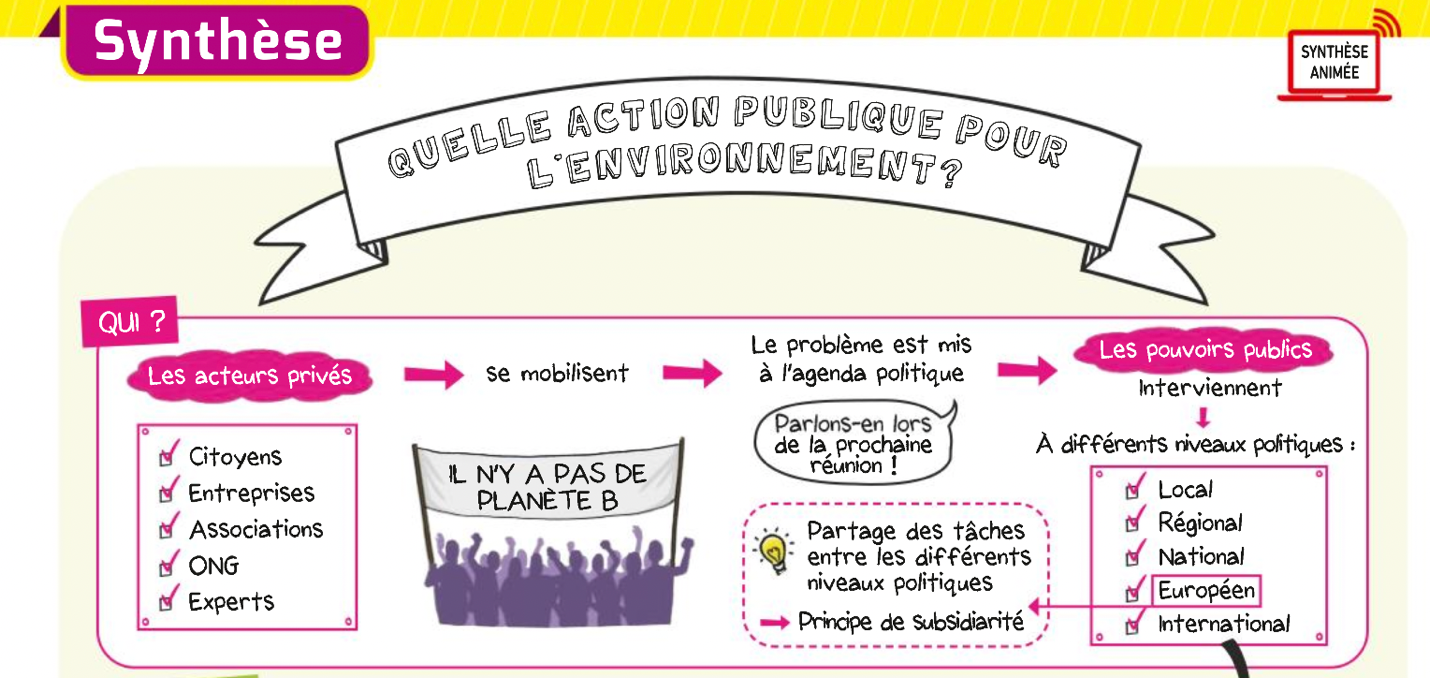 Synthèse
SYNTHÈSE
ANIMÉE
QUELLE ACTION PUBLIQUE POUR
L'ENVIRONNEMENT?
QUI ?
Les acteurs privés
se mobilisent
Le problème est mis
à l'agenda politique
Les pouvoirs publics
Interviennent
À différents niveaux politiques :
Citoyens
Entreprises
Associations
ONG
Experts
IL N'Y A PAS DE
PLANÈTE B
Parlons-en lors
de la prochaine
réunion !
Partage des tâches
entre les différents
niveaux politiques
Principe de subsidiarité
Local
Régional
National
Européen
International